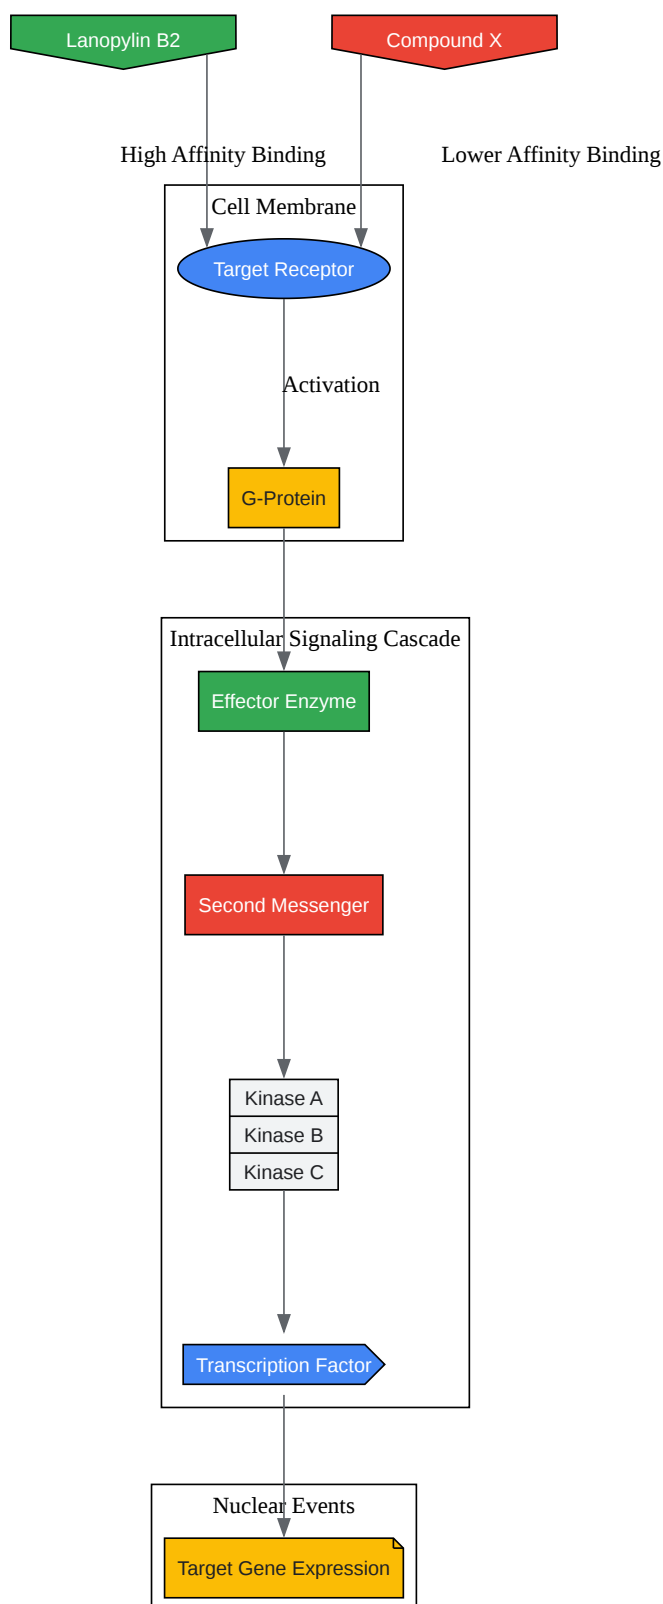 Lanopylin B2
Compound X
High Affinity Binding
Lower Affinity Binding
Cell Membrane
Target Receptor
Activation
G-Protein
Intracellular Signaling Cascade
Effector Enzyme
Second Messenger
Kinase A
Kinase B
Kinase C
Transcription Factor
Nuclear Events
Target Gene Expression